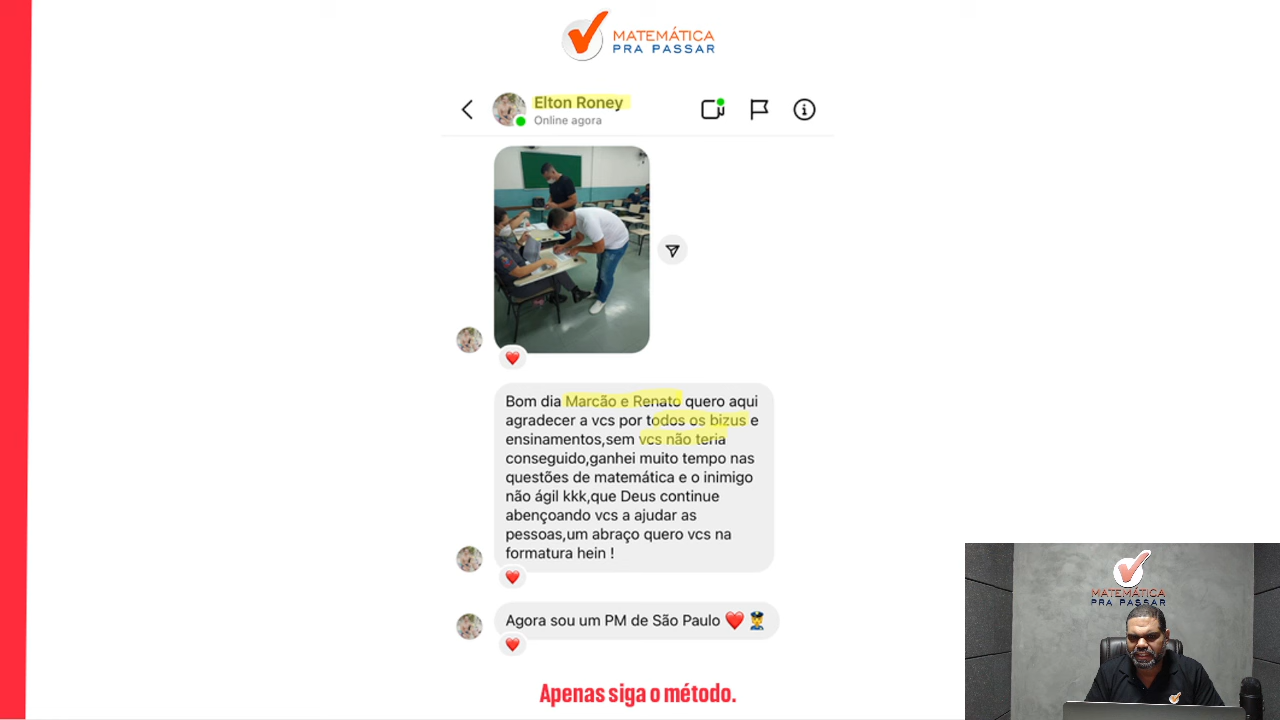 MATEMÁTICA
PRA PASSAR
Elton Roney
Online agora
Bom dia Marcão e Renato quero aqui
agradecer a vcs por todos os bizus e
ensinamentos,sem vcs não teria
conseguido,ganhei muito tempo nas
questões de matemática e o inimigo
não ágil kkk,que Deus continue
abençoando vcs a ajudar as
pessoas,um abraço quero vcs na
formatura hein !
Agora sou um PM de São Paulo ❤️ 👮
MATEMÁTICA
PRA PASSAR
Apenas siga o método.